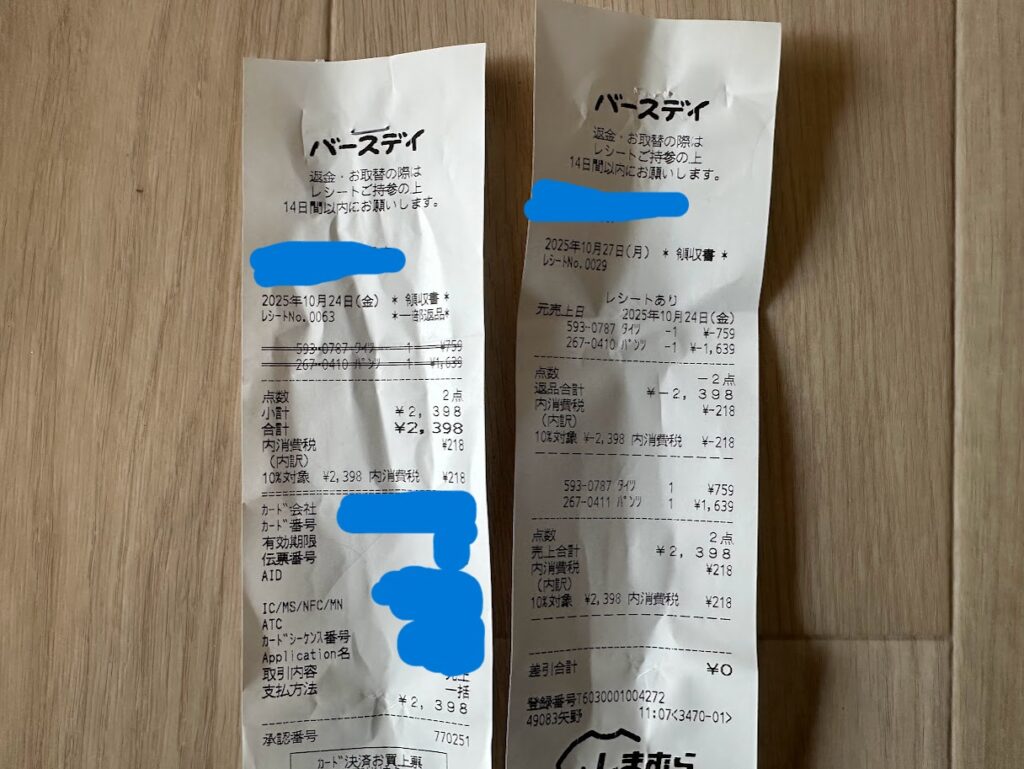 バースデイ
返金・お取替の際は
レシートご持参の上
14日間以内にお願いします。
2025年10月24日(金) * 領収書 *
ﾚｼｰﾄNo.0063 *一部返品*
593-0787 ﾀｲﾂ 1 ¥759
267-0410 ﾊﾟﾝﾂ 1 ¥1,639
点数 2点
小計 ¥2,398
合計 ¥2,398
内消費税 ¥218
(内訳)
10%対象 ¥2,398 内消費税 ¥218
ｶｰﾄﾞ会社
ｶｰﾄﾞ番号
有効期限
伝票番号
AID
IC/MS/NFC/MN
ATC
ｶｰﾄﾞｼｰｹﾝｽ番号
Application名
取引内容 売上
支払方法 一括
¥2,398
承認番号 770251
ｶｰﾄﾞ決済お買上票
バースデイ
返金・お取替の際は
レシートご持参の上
14日間以内にお願いします。
2025年10月27日(月) * 領収書 *
ﾚｼｰﾄNo.0029
レシートあり
元売上日 2025年10月24日(金)
593-0787 ﾀｲﾂ -1 ¥-759
267-0410 ﾊﾟﾝﾂ -1 ¥-1,639
点数 -2点
返品合計 ¥-2,398
内消費税 ¥-218
(内訳)
10%対象 ¥-2,398 内消費税 ¥-218
593-0787 ﾀｲﾂ 1 ¥759
267-0411 ﾊﾟﾝﾂ 1 ¥1,639
点数 2点
売上合計 ¥2,398
内消費税 ¥218
(内訳)
10%対象 ¥2,398 内消費税 ¥218
差引合計 ¥0
登録番号T6030001004272
49083矢野 11:07<3470-01>
しまむら